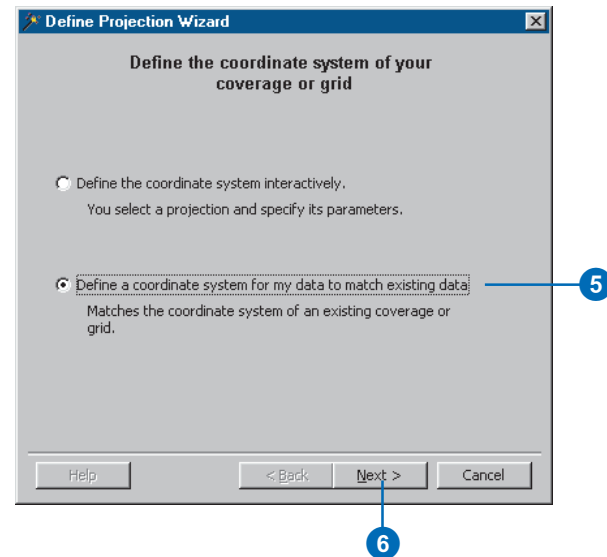 Define Projection Wizard
Define the coordinate system of your
coverage or grid
Define the coordinate system interactively.
You select a projection and specify its parameters.
Define a coordinate system for my data to match existing data
5
Matches the coordinate system of an existing coverage or
grid.
Help
< Back
Next >
Cancel
6